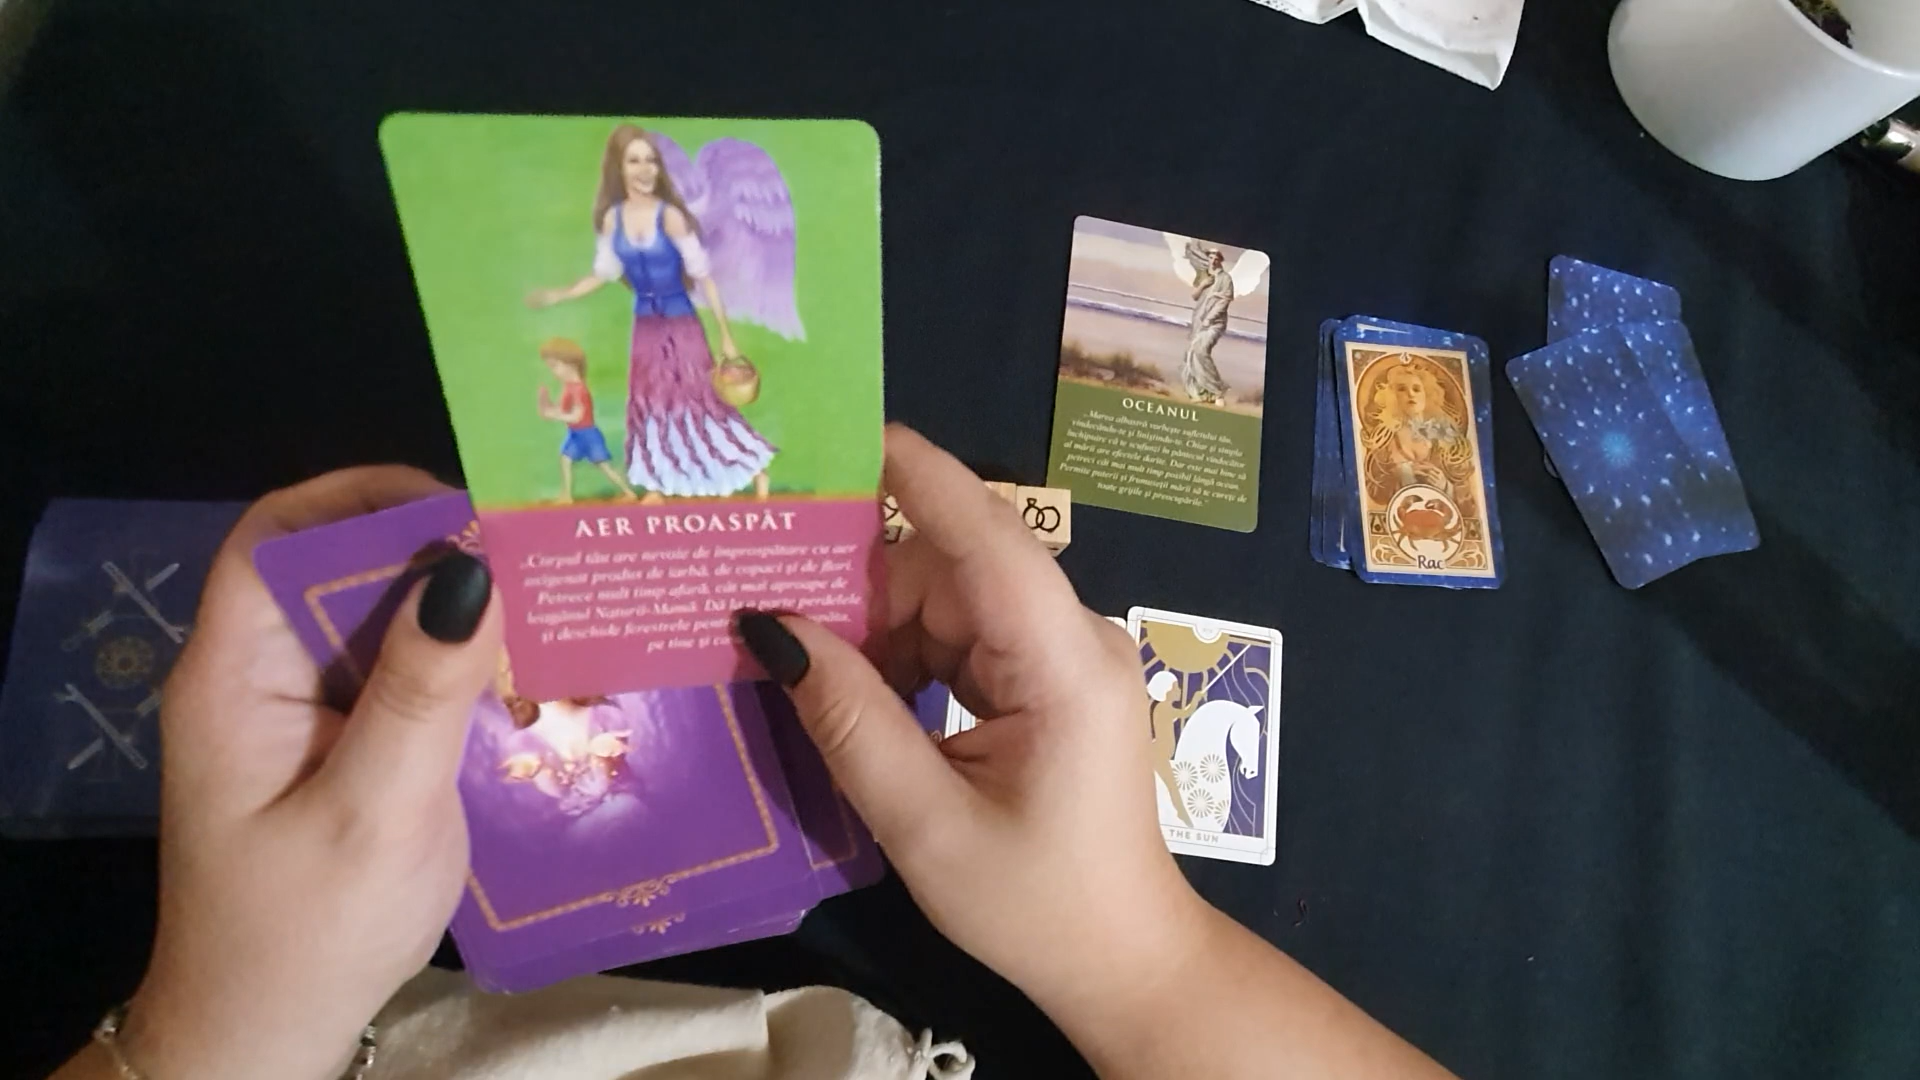 AER PROASPĂT
„Corpul tău are nevoie de împrospătare cu aer
oxigenat produs de iarbă, de copaci și de flori.
Petrece mult timp afară, cât mai aproape de
leagănul Naturii-Mamă. Dă la o parte perdelele
și deschide ferestrele
pe tine și
OCEANUL
„Marea albastră vorbește sufletului tău,
vindecându-te și liniștindu-te. Chiar și simpla
închipuire că te scufunzi în pântecul vindecător
al mării are efectele dorite. Dar este mai bine să
petreci cât mai mult timp posibil lângă ocean.
Permite puterii și frumuseții mării să te curețe de
toate grijile și preocupările.”
Rac
THE SUN